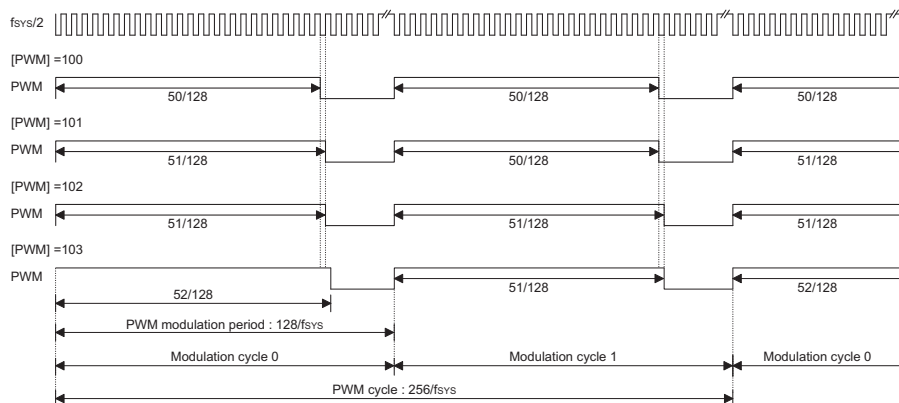 fSYS/2
[PWM] =100
PWM
50/128 50/128 50/128
[PWM] =101
PWM
51/128 50/128 51/128
[PWM] =102
PWM
51/128 51/128 51/128
[PWM] =103
PWM
52/128 51/128 52/128
PWM modulation period : 128/fSYS
Modulation cycle 0 Modulation cycle 1 Modulation cycle 0
PWM cycle : 256/fSYS